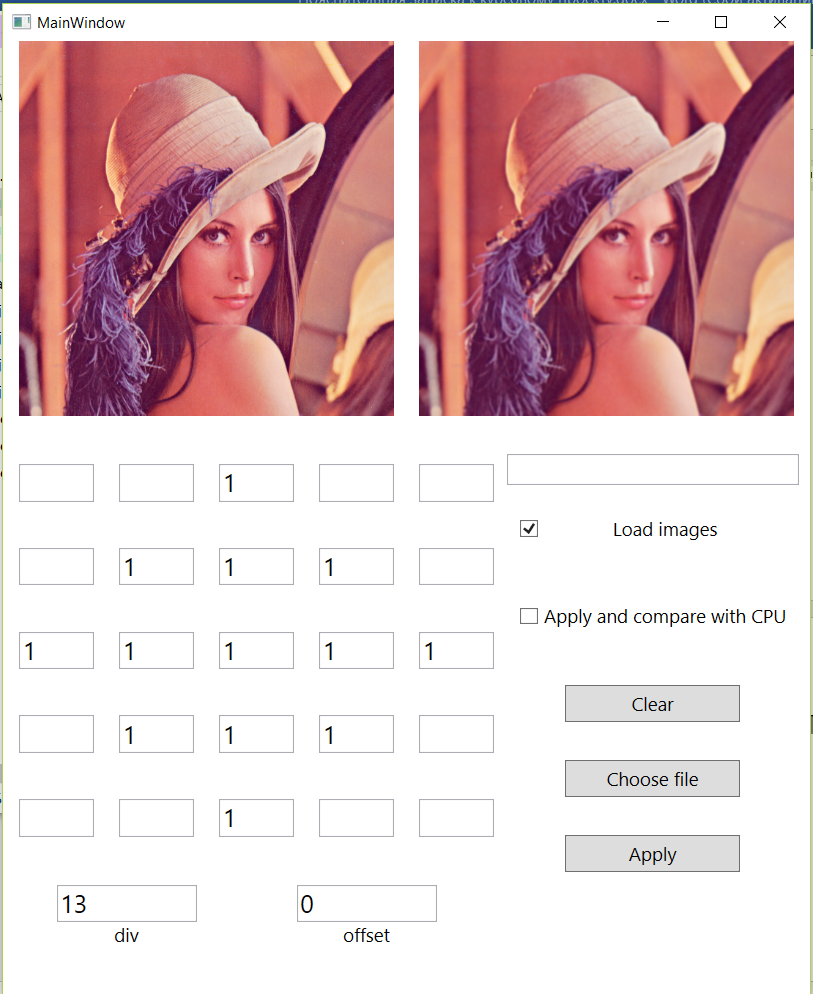 MainWindow
1
1 1 1
1 1 1 1 1
1 1 1
1
Load images
Apply and compare with CPU
Clear
Choose file
Apply
13
div
0
offset